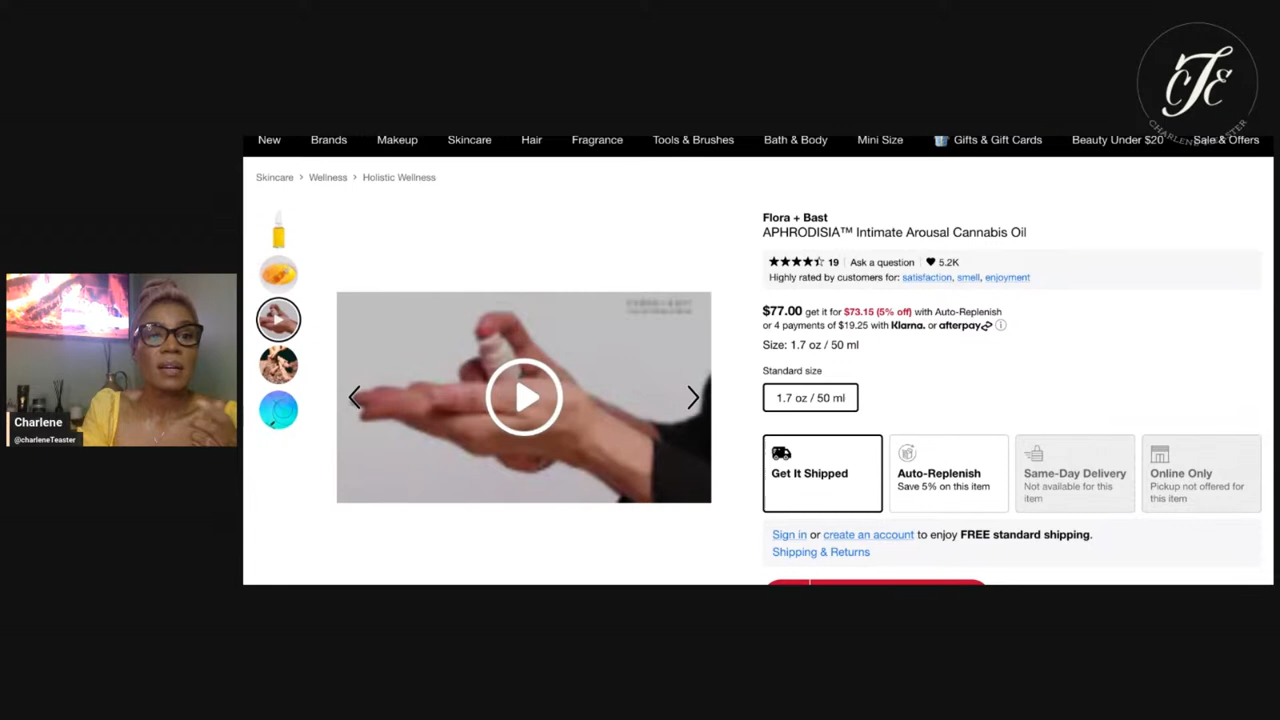 CJE
CHARLENE TEASTER
New Brands Makeup Skincare Hair Fragrance Tools & Brushes Bath & Body Mini Size Gifts & Gift Cards Beauty Under $20 Sale & Offers
Skincare > Wellness > Holistic Wellness
Flora + Bast
APHRODISIA™ Intimate Arousal Cannabis Oil
19 | Ask a question | 5.2K
Highly rated by customers for: satisfaction, smell, enjoyment
$77.00 get it for $73.15 (5% off) with Auto-Replenish
or 4 payments of $19.25 with Klarna. or afterpay
Size: 1.7 oz / 50 ml
Standard size
1.7 oz / 50 ml
Get It Shipped
Auto-Replenish
Save 5% on this item
Same-Day Delivery
Not available for this
item
Online Only
Pickup not offered for
this item
Sign in or create an account to enjoy FREE standard shipping.
Shipping & Returns
Charlene
@charleneTeaster